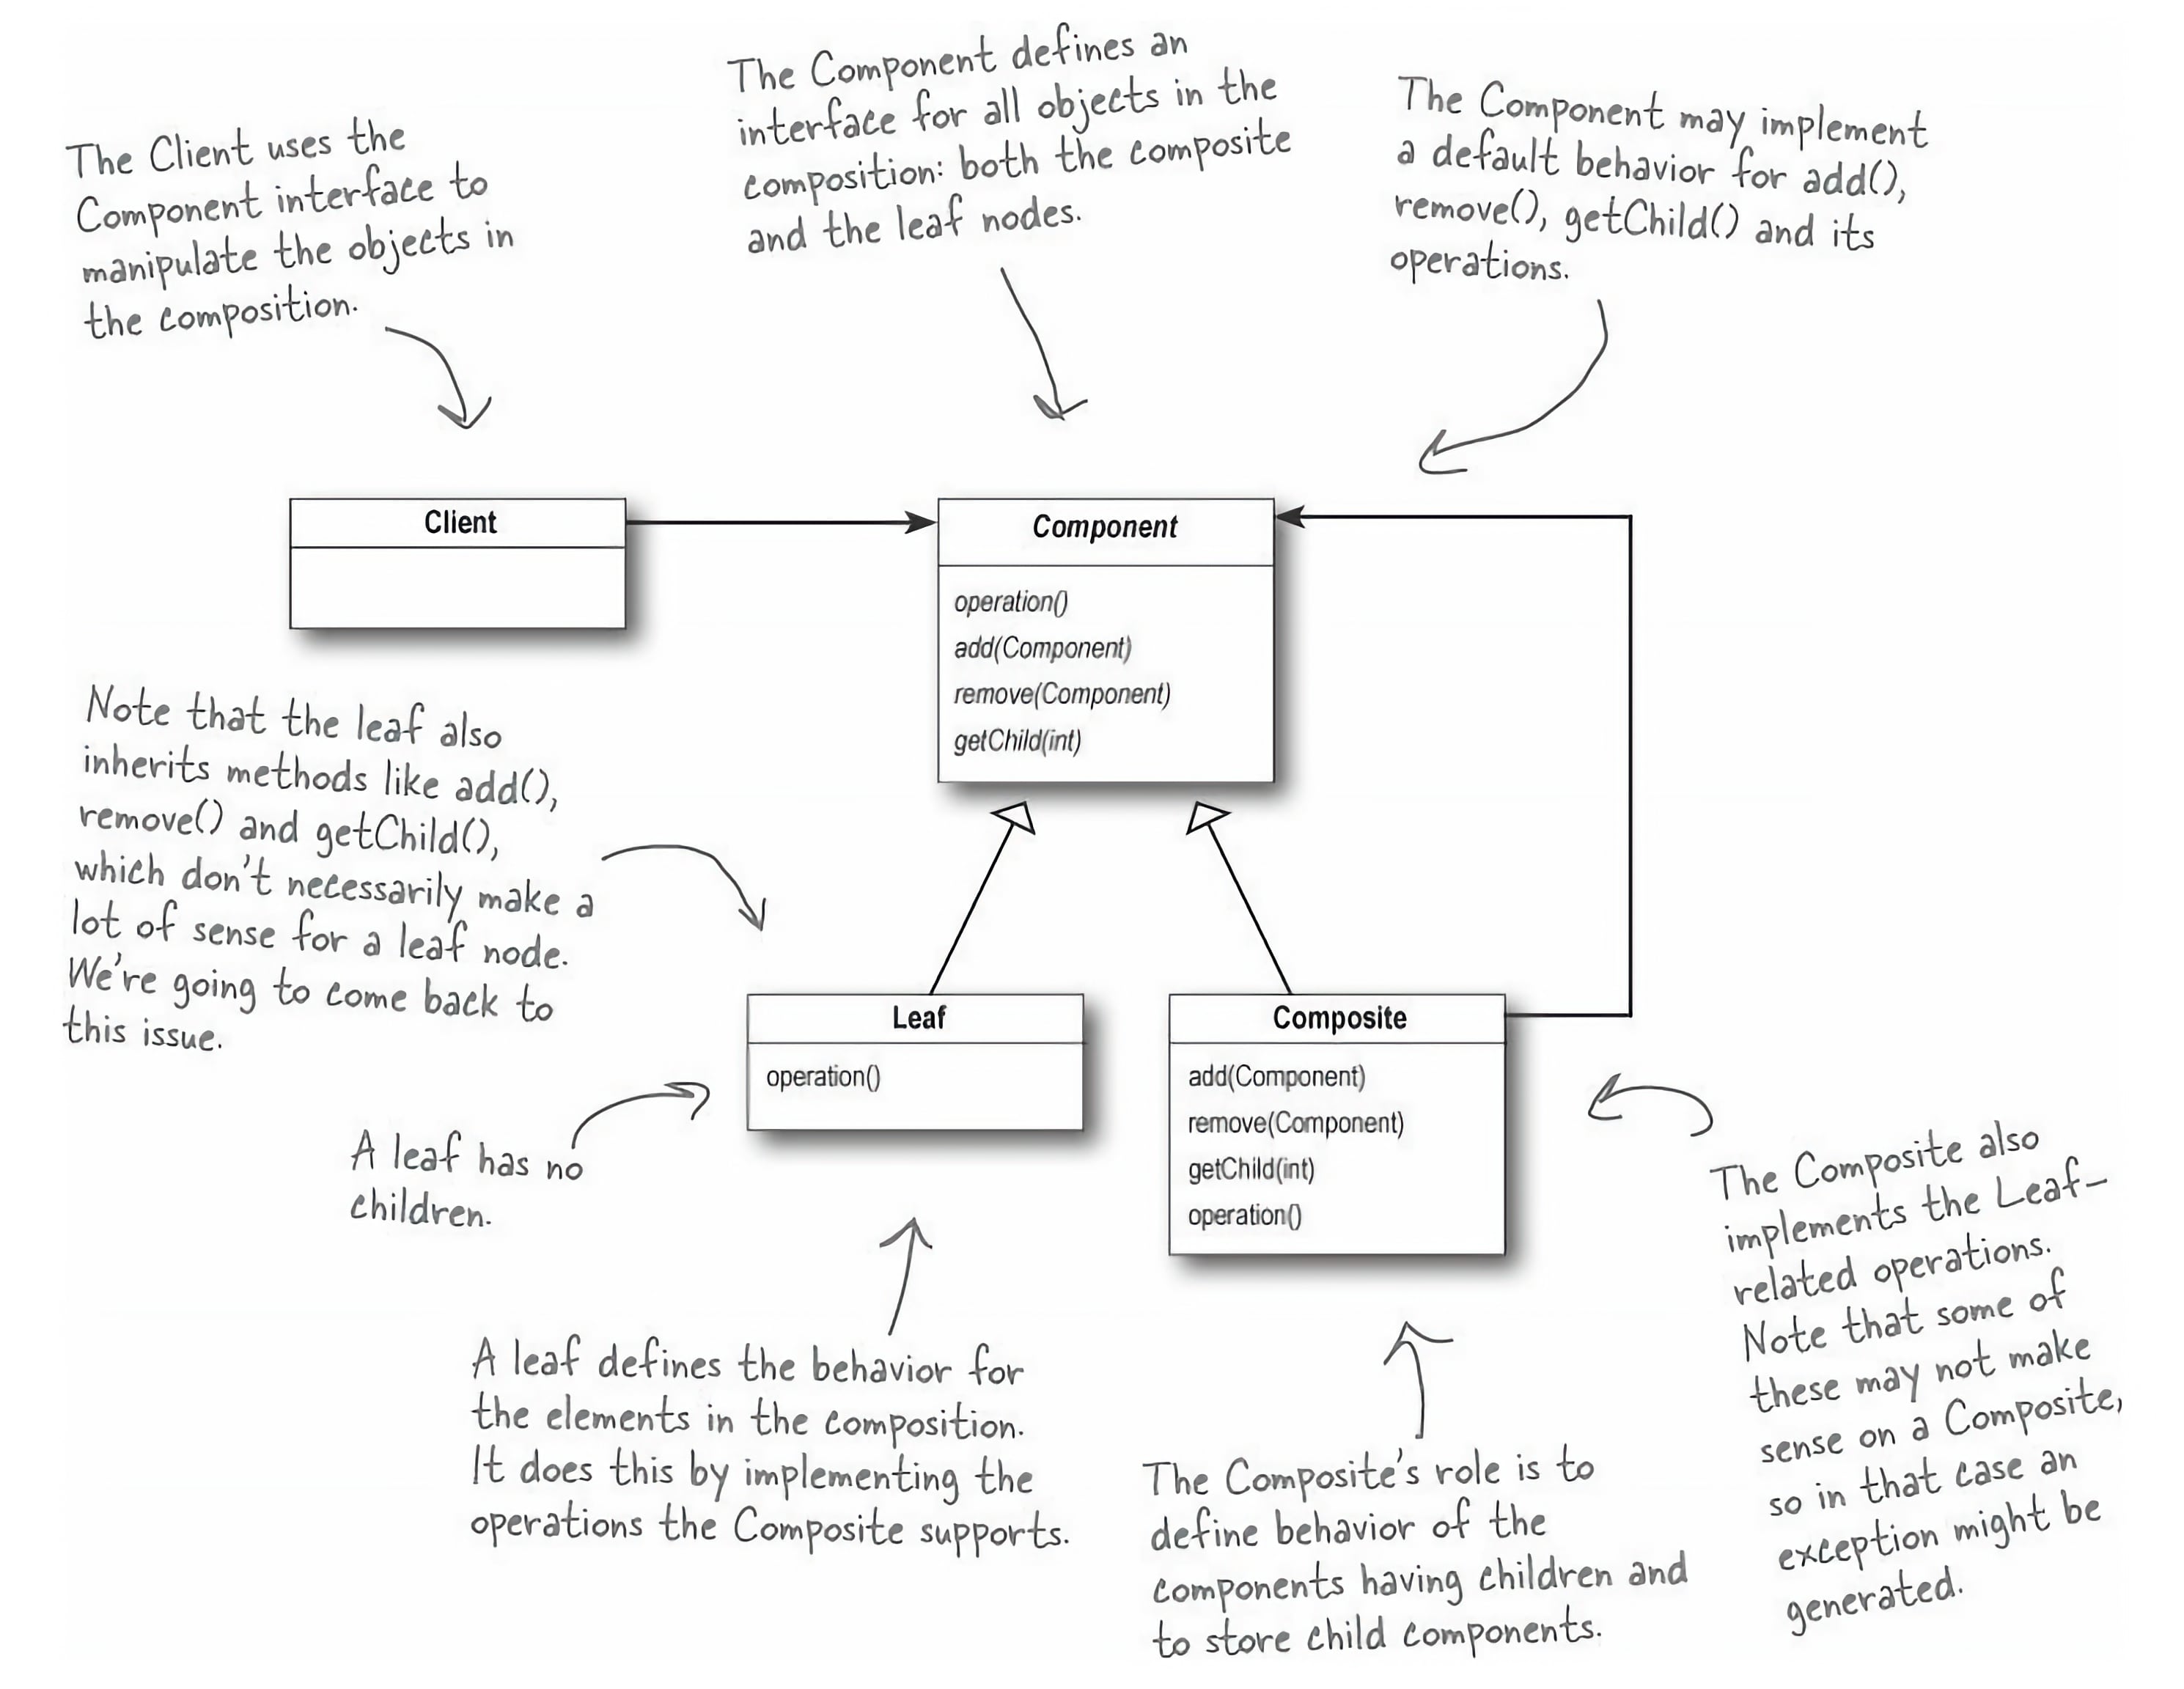 The Client uses the
Component interface to
manipulate the objects in
the composition.
The Component defines an
interface for all objects in the
composition: both the composite
and the leaf nodes.
The Component may implement
a default behavior for add(),
remove(), getChild() and its
operations.
Client
Component
operation()
add(Component)
remove(Component)
getChild(int)
Note that the leaf also
inherits methods like add(),
remove() and getChild(),
which don't necessarily make a
lot of sense for a leaf node.
We're going to come back to
this issue.
A leaf has no
children.
Leaf
operation()
Composite
add(Component)
remove(Component)
getChild(int)
operation()
A leaf defines the behavior for
the elements in the composition.
It does this by implementing the
operations the Composite supports.
The Composite's role is to
define behavior of the
components having children and
to store child components.
The Composite also
implements the Leaf-
related operations.
Note that some of
these may not make
sense on a Composite,
so in that case an
exception might be
generated.